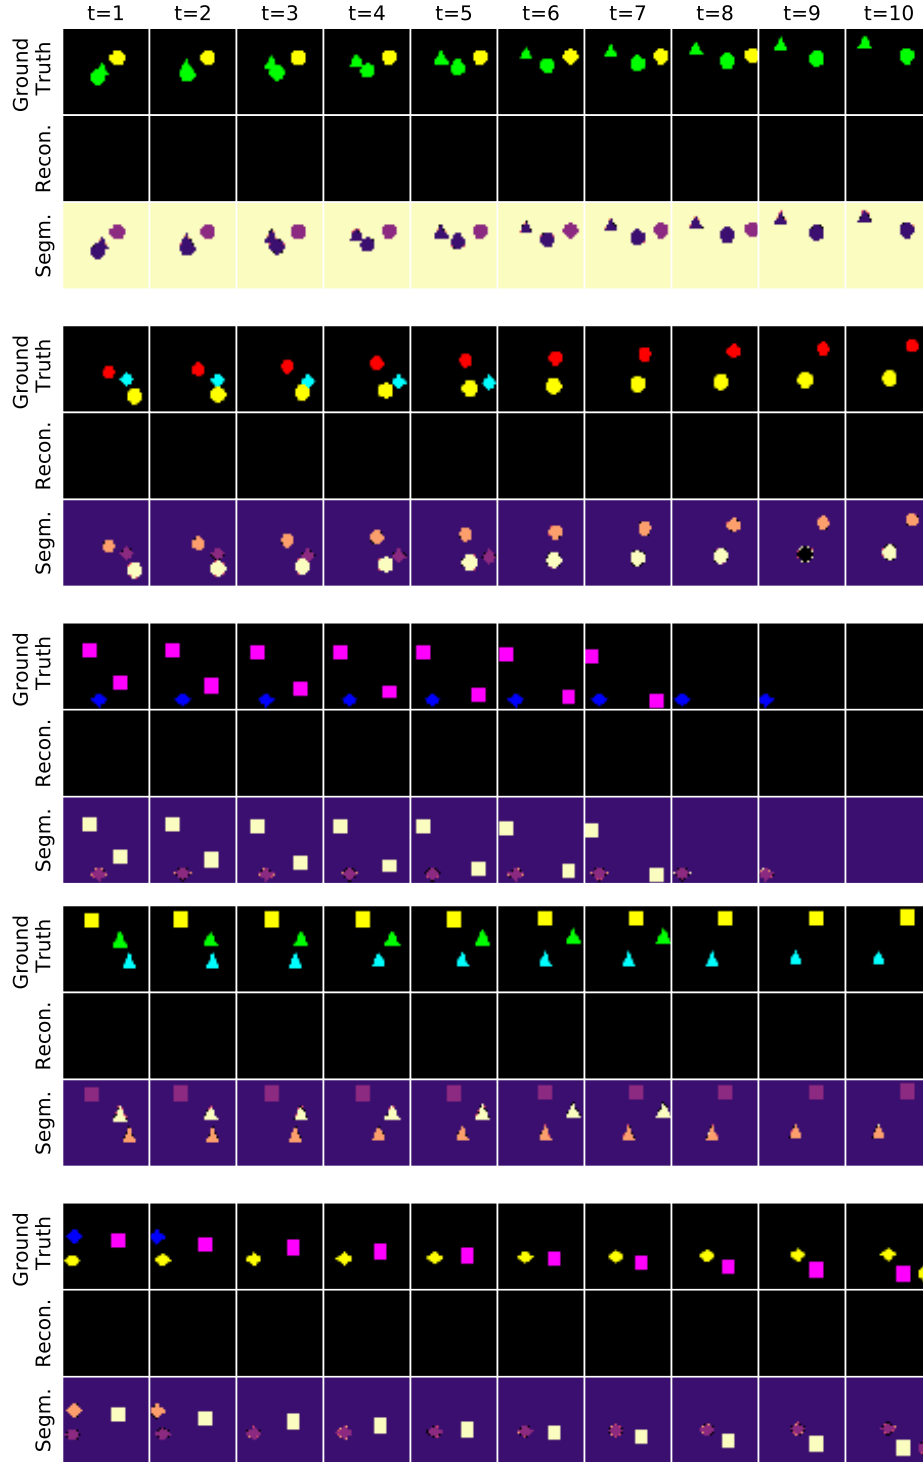 t=1 t=2 t=3 t=4 t=5 t=6 t=7 t=8 t=9 t=10
Ground
Truth
Recon.
Segm.
Ground
Truth
Recon.
Segm.
Ground
Truth
Recon.
Segm.
Ground
Truth
Recon.
Segm.
Ground
Truth
Recon.
Segm.